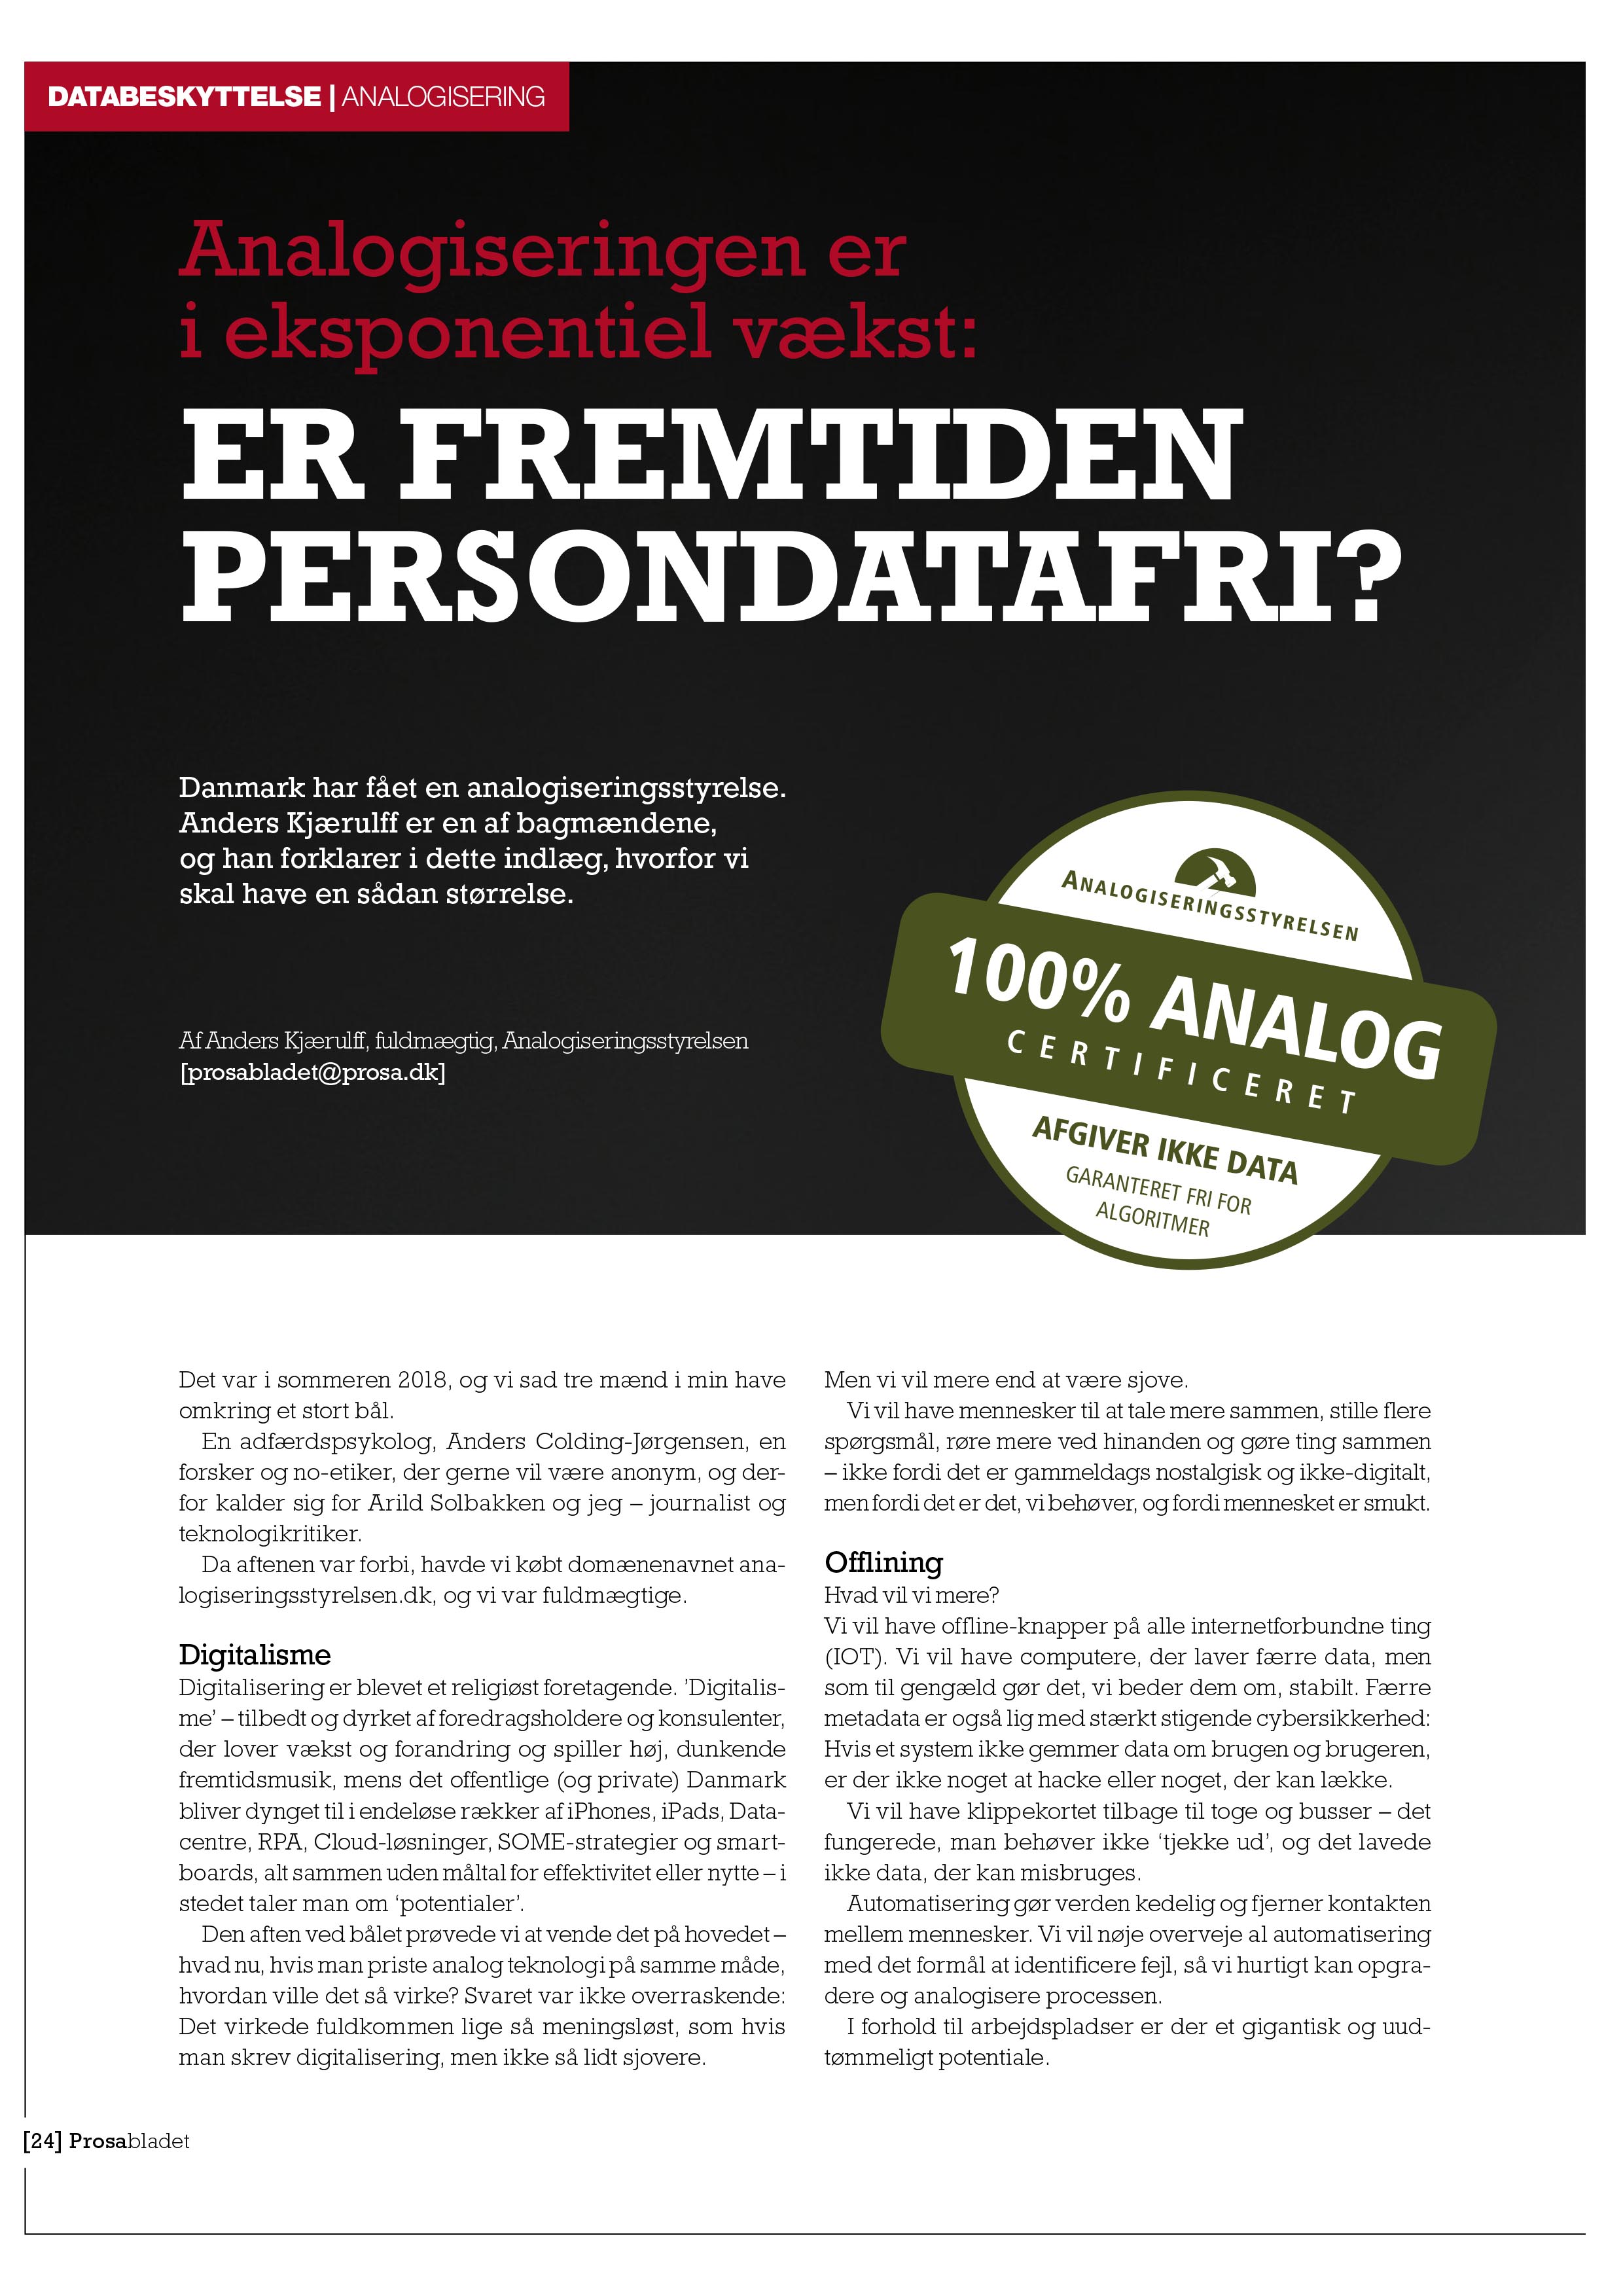 DATABESKYTTELSE | ANALOGISERING
Analogiseringen er
i eksponentiel vækst:
ER FREMTIDEN
PERSONDATAFRI?
Danmark har fået en analogiseringsstyrelse.
Anders Kjærulff er en af bagmændene,
og han forklarer i dette indlæg, hvorfor vi
skal have en sådan størrelse.
Af Anders Kjærulff, fuldmægtig, Analogiseringsstyrelsen
[prosabladet@prosa.dk]
ANALOGISERINGSSTYRELSEN
100% ANALOG
CERTIFICERET
AFGIVER IKKE DATA
GARANTERET FRI FOR
ALGORITMER
Det var i sommeren 2018, og vi sad tre mænd i min have
omkring et stort bål.
En adfærdspsykolog, Anders Colding-Jørgensen, en
forsker og no-etiker, der gerne vil være anonym, og der-
for kalder sig for Arild Solbakken og jeg – journalist og
teknologikritiker.
Da aftenen var forbi, havde vi købt domænenavnet ana-
logiseringsstyrelsen.dk, og vi var fuldmægtige.
Digitalisme
Digitalisering er blevet et religiøst foretagende. ’Digitalis-
me’ – tilbedt og dyrket af foredragsholdere og konsulenter,
der lover vækst og forandring og spiller høj, dunkende
fremtidsmusik, mens det offentlige (og private) Danmark
bliver dynget til i endeløse rækker af iPhones, iPads, Data-
centre, RPA, Cloud-løsninger, SOME-strategier og smart-
boards, alt sammen uden måltal for effektivitet eller nytte – i
stedet taler man om ‘potentialer’.
Den aften ved bålet prøvede vi at vende det på hovedet –
hvad nu, hvis man priste analog teknologi på samme måde,
hvordan ville det så virke? Svaret var ikke overraskende:
Det virkede fuldkommen lige så meningsløst, som hvis
man skrev digitalisering, men ikke så lidt sjovere.
Men vi vil mere end at være sjove.
Vi vil have mennesker til at tale mere sammen, stille flere
spørgsmål, røre mere ved hinanden og gøre ting sammen
– ikke fordi det er gammeldags nostalgisk og ikke-digitalt,
men fordi det er det, vi behøver, og fordi mennesket er smukt.
Offlining
Hvad vil vi mere?
Vi vil have offline-knapper på alle internetforbundne ting
(IOT). Vi vil have computere, der laver færre data, men
som til gengæld gør det, vi beder dem om, stabilt. Færre
metadata er også lig med stærkt stigende cybersikkerhed:
Hvis et system ikke gemmer data om brugen og brugeren,
er der ikke noget at hacke eller noget, der kan lække.
Vi vil have klippekortet tilbage til toge og busser – det
fungerede, man behøver ikke ‘tjekke ud’, og det lavede
ikke data, der kan misbruges.
Automatisering gør verden kedelig og fjerner kontakten
mellem mennesker. Vi vil nøje overveje al automatisering
med det formål at identificere fejl, så vi hurtigt kan opgra-
dere og analogisere processen.
I forhold til arbejdspladser er der et gigantisk og uud-
tømmeligt potentiale.
[24] Prosabladet